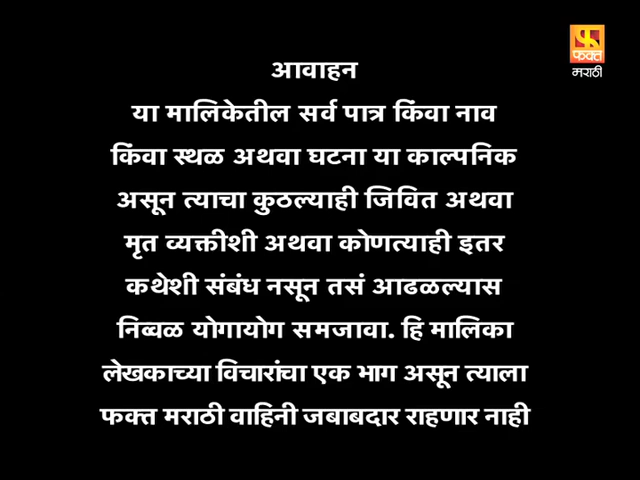 फक्त
मराठी
आवाहन
या मालिकेतील सर्व पात्र किंवा नाव
किंवा स्थळ अथवा घटना या काल्पनिक
असून त्याचा कुठल्याही जिवित अथवा
मृत व्यक्तीशी अथवा कोणत्याही इतर
कथेशी संबंध नसून तसं आढळल्यास
निव्वळ योगायोग समजावा. हि मालिका
लेखकाच्या विचारांचा एक भाग असून त्याला
फक्त मराठी वाहिनी जबाबदार राहणार नाही